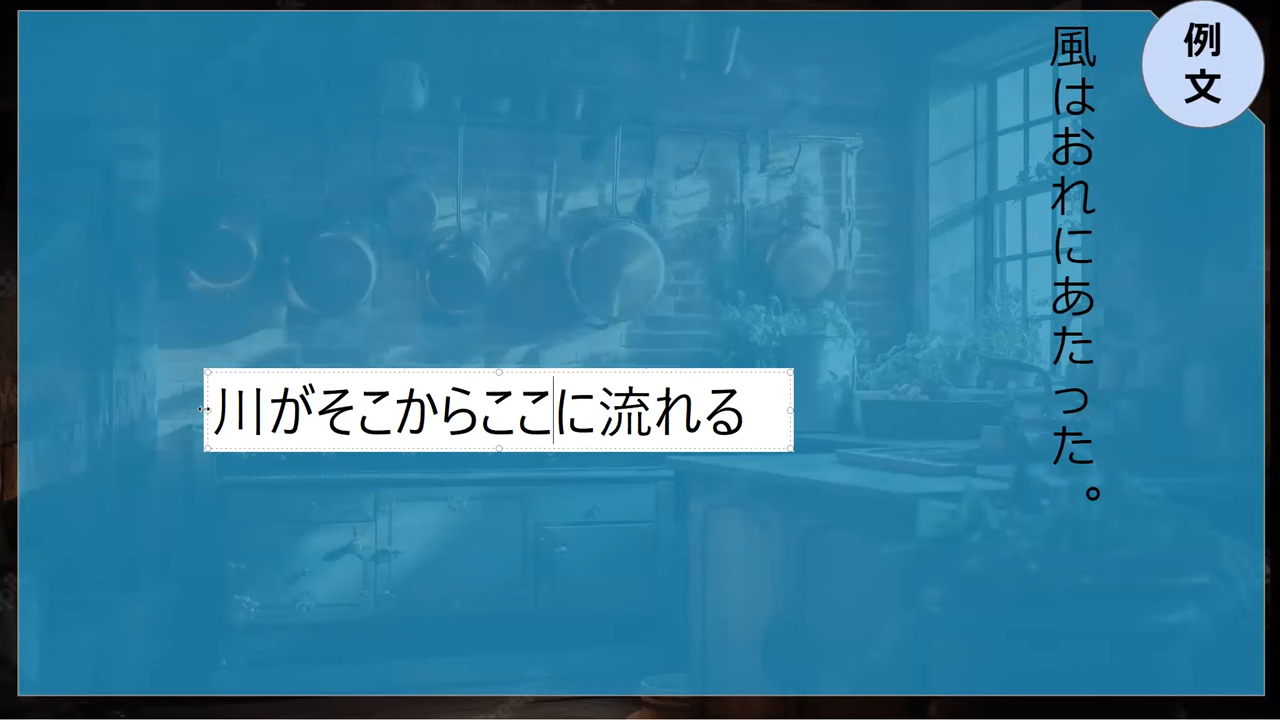 例文
風はおれにあたった。
川がそこからここに流れる